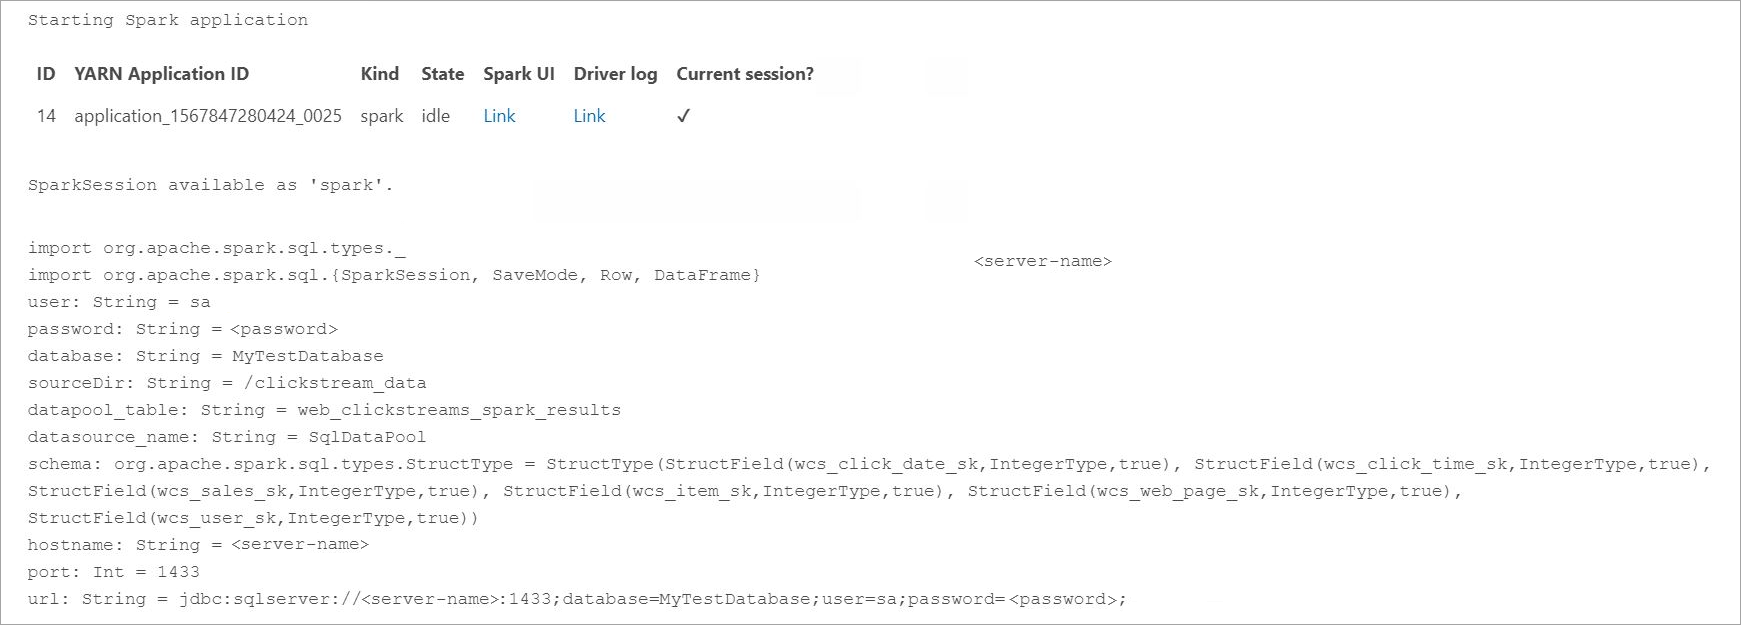 Starting Spark application
ID YARN Application ID Kind State Spark UI Driver log Current session?
14 application_1567847280424_0025 spark idle Link Link ✓
SparkSession available as 'spark'.
import org.apache.spark.sql.types._
<server-name>
import org.apache.spark.sql.{SparkSession, SaveMode, Row, DataFrame}
user: String = sa
password: String = <password>
database: String = MyTestDatabase
sourceDir: String = /clickstream_data
datapool_table: String = web_clickstreams_spark_results
datasource_name: String = SqlDataPool
schema: org.apache.spark.sql.types.StructType = StructType(StructField(wcs_click_date_sk,IntegerType,true), StructField(wcs_click_time_sk,IntegerType,true),
StructField(wcs_sales_sk,IntegerType,true), StructField(wcs_item_sk,IntegerType,true), StructField(wcs_web_page_sk,IntegerType,true),
StructField(wcs_user_sk,IntegerType,true))
hostname: String = <server-name>
port: Int = 1433
url: String = jdbc:sqlserver://<server-name>:1433;database=MyTestDatabase;user=sa;password=<password>;